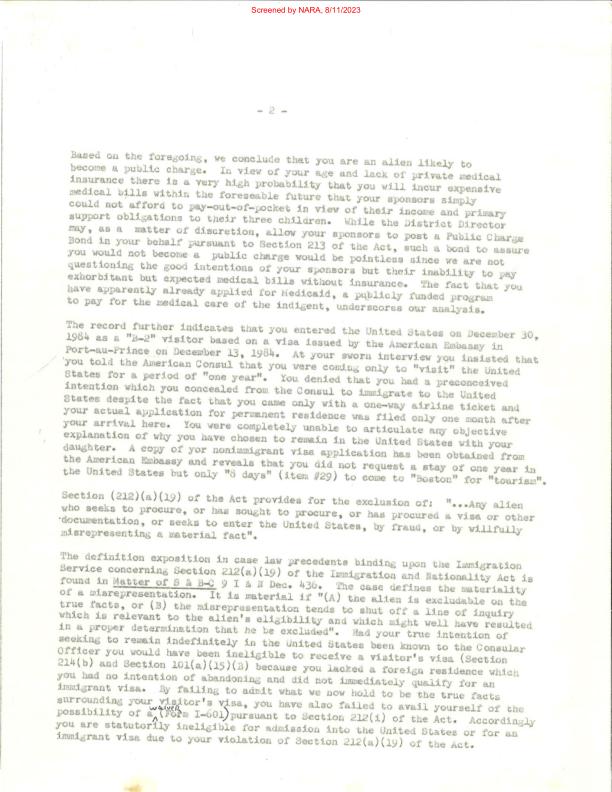 Screened by NARA, 8/11/2023
- 2 -
Based on the foregoing, we conclude that you are an alien likely to
become a public charge. In view of your age and lack of private medical
insurance there is a very high probability that you will incur expensive
medical bills within the foreseable future that your sponsors simply
could not afford to pay-out-of-pocket in view of their income and primary
support obligations to their three children. While the District Director
may, as a matter of discretion, allow your sponsors to post a Public Charge
Bond in your behalf pursuant to Section 213 of the Act, such a bond to assure
you would not become a public charge would be pointless since we are not
questioning the good intentions of your sponsors but their inability to pay
exhorbitant but expected medical bills without insurance. The fact that you
have apparently already applied for Medicaid, a publicly funded program
to pay for the medical care of the indigent, underscores our analysis.
The record further indicates that you entered the United States on December 30,
1984 as a "B-2" visitor based on a visa issued by the American Embassy in
Port-au-Prince on December 13, 1984. At your sworn interview you insisted that
you told the American Consul that you were coming only to "visit" the United
States for a period of "one year". You denied that you had a preconceived
intention which you concealed from the Consul to immigrate to the United
States despite the fact that you came only with a one-way airline ticket and
your actual application for permanent residence was filed only one month after
your arrival here. You were completely unable to articulate any objective
explanation of why you have chosen to remain in the United States with your
daughter. A copy of yor nonimmigrant visa application has been obtained from
the American Embassy and reveals that you did not request a stay of one year in
the United States but only "8 days" (item #29) to come to "Boston" for "tourism".
Section (212)(a)(19) of the Act provides for the exclusion of: "...Any alien
who seeks to procure, or has sought to procure, or has procured a visa or other
documentation, or seeks to enter the United States, by fraud, or by willfully
misrepresenting a material fact".
The definition exposition in case law precedents binding upon the Immigration
Service concerning Section 212(a)(19) of the Immigration and Nationality Act is
found in Matter of S & B-C 9 I & N Dec. 436. The case defines the materiality
of a misrepresentation. It is material if "(A) the alien is excludable on the
true facts, or (B) the misrepresentation tends to shut off a line of inquiry
which is relevant to the alien's eligibility and which might well have resulted
in a proper determination that he be excluded". Had your true intention of
seeking to remain indefinitely in the United States been known to the Consular
Officer you would have been ineligible to receive a visitor's visa (Section
214(b) and Section 101(a)(15)(B) because you lacked a foreign residence which
you had no intention of abandoning and did not immediately qualify for an
immigrant visa. By failing to admit what we now hold to be the true facts
surrounding your visitor's visa, you have also failed to avail yourself of the
possibility of a waiver (Form I-601) pursuant to Section 212(i) of the Act. Accordingly
you are statutorily ineligible for admission into the United States or for an
immigrant visa due to your violation of Section 212(a)(19) of the Act.